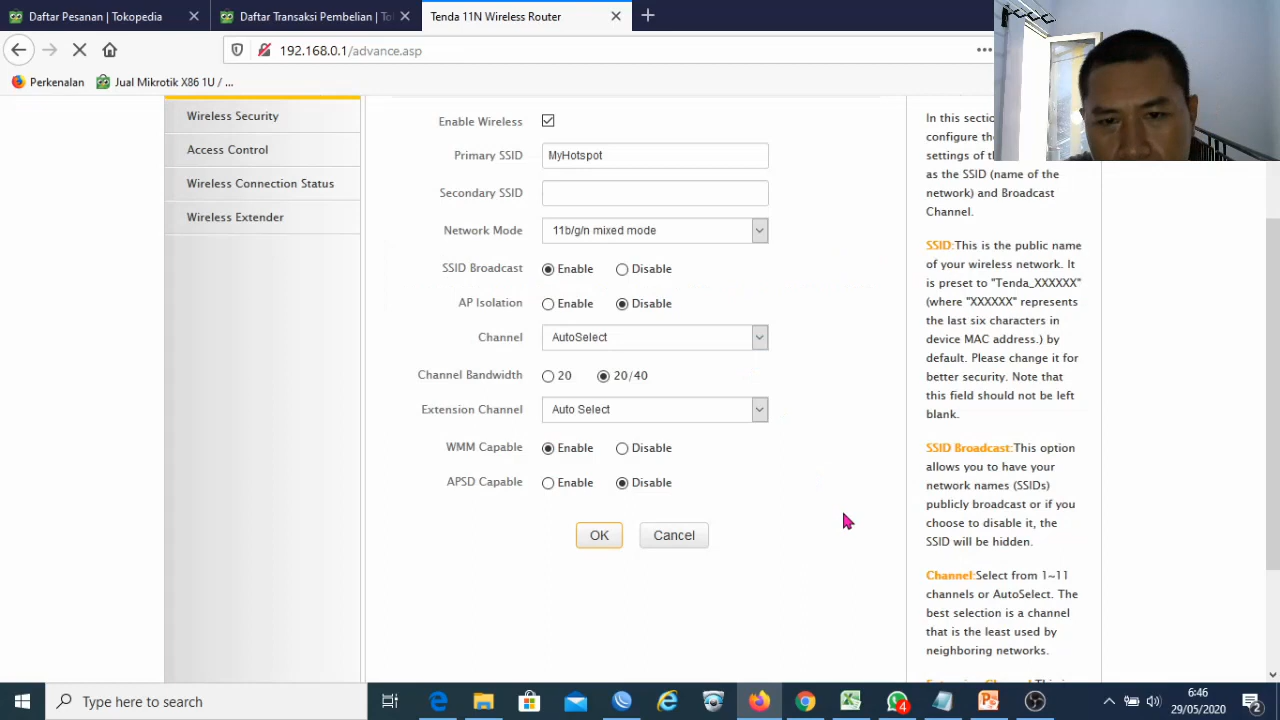 Daftar Pesanan | Tokopedia
Daftar Transaksi Pembelian | To
Tenda 11N Wireless Router
192.168.0.1/advance.asp
Perkenalan
Jual Mikrotik X86 1U / ...
Wireless Security
Access Control
Wireless Connection Status
Wireless Extender
Enable Wireless
Primary SSID MyHotspot
Secondary SSID
Network Mode 11b/g/n mixed mode
SSID Broadcast Enable Disable
AP Isolation Enable Disable
Channel AutoSelect
Channel Bandwidth 20 20/40
Extension Channel Auto Select
WMM Capable Enable Disable
APSD Capable Enable Disable
OK Cancel
In this section
configure the
settings of th
as the SSID (name of the
network) and Broadcast
Channel.
SSID:This is the public name
of your wireless network. It
is preset to "Tenda_XXXXXX"
(where "XXXXXX" represents
the last six characters in
device MAC address.) by
default. Please change it for
better security. Note that
this field should not be left
blank.
SSID Broadcast:This option
allows you to have your
network names (SSIDs)
publicly broadcast or if you
choose to disable it, the
SSID will be hidden.
Channel:Select from 1~11
channels or AutoSelect. The
best selection is a channel
that is the least used by
neighboring networks.
Type here to search
4
6:46
29/05/2020
2